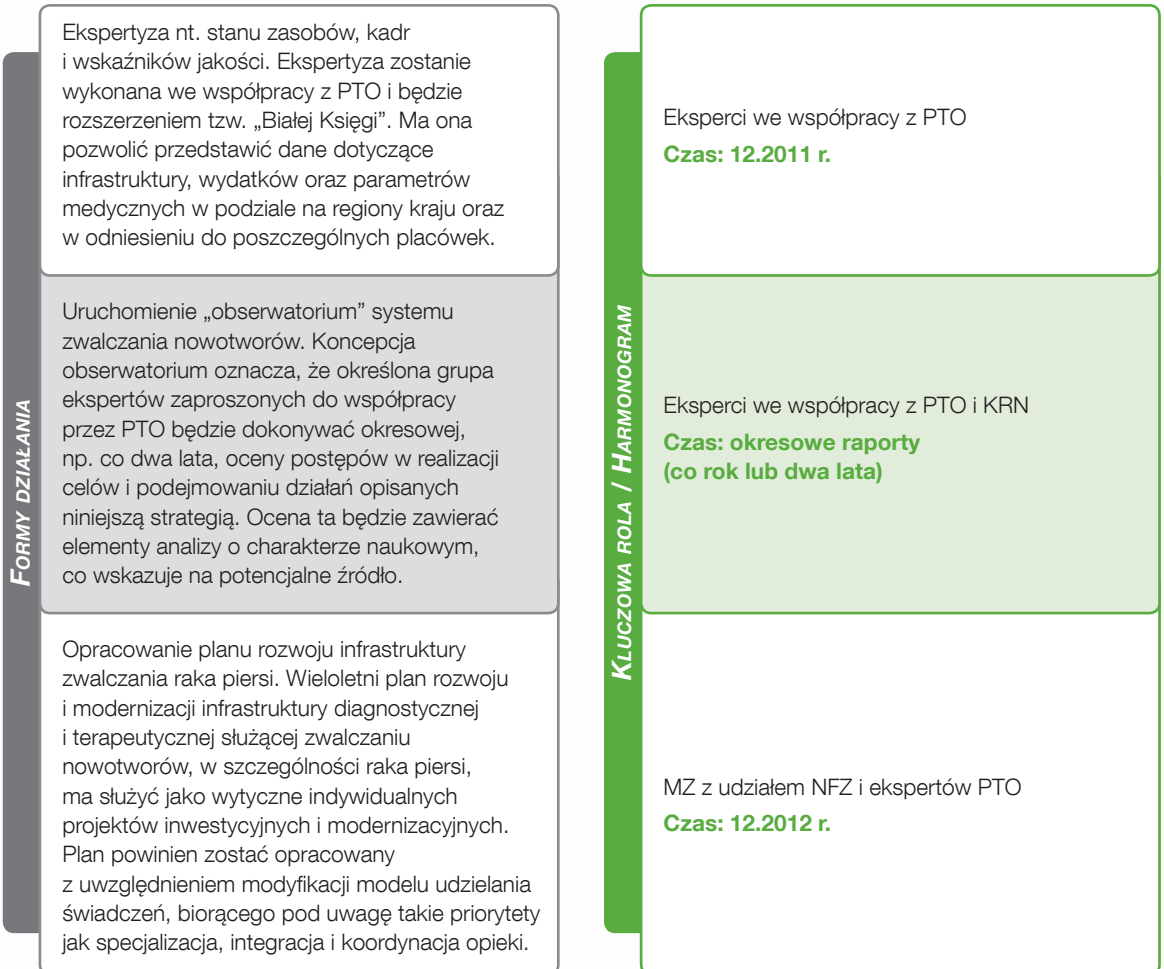 FORMY DZIAŁANIA
Ekspertyza nt. stanu zasobów, kadr
i wskaźników jakości. Ekspertyza zostanie
wykonana we współpracy z PTO i będzie
rozszerzeniem tzw. „Białej Księgi”. Ma ona
pozwolić przedstawić dane dotyczące
infrastruktury, wydatków oraz parametrów
medycznych w podziale na regiony kraju oraz
w odniesieniu do poszczególnych placówek.
Uruchomienie „obserwatorium” systemu
zwalczania nowotworów. Koncepcja
obserwatorium oznacza, że określona grupa
ekspertów zaproszonych do współpracy
przez PTO będzie dokonywać okresowej,
np. co dwa lata, oceny postępów w realizacji
celów i podejmowaniu działań opisanych
niniejszą strategią. Ocena ta będzie zawierać
elementy analizy o charakterze naukowym,
co wskazuje na potencjalne źródło.
Opracowanie planu rozwoju infrastruktury
zwalczania raka piersi. Wieloletni plan rozwoju
i modernizacji infrastruktury diagnostycznej
i terapeutycznej służącej zwalczaniu
nowotworów, w szczególności raka piersi,
ma służyć jako wytyczne indywidualnych
projektów inwestycyjnych i modernizacyjnych.
Plan powinien zostać opracowany
z uwzględnieniem modyfikacji modelu udzielania
świadczeń, biorącego pod uwagę takie priorytety
jak specjalizacja, integracja i koordynacja opieki.
KLUCZOWA ROLA / HARMONOGRAM
Eksperci we współpracy z PTO
Czas: 12.2011 r.
Eksperci we współpracy z PTO i KRN
Czas: okresowe raporty
(co rok lub dwa lata)
MZ z udziałem NFZ i ekspertów PTO
Czas: 12.2012 r.